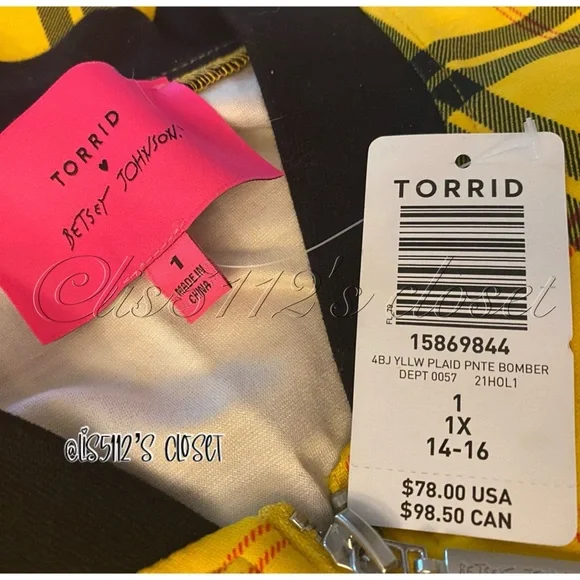 TORRID
♥
BETSEY JOHNSON.
1
MADE IN
CHINA
TORRID
15869844
4BJ YLLW PLAID PNTE BOMBER
DEPT 0057 21HOL1
1
1X
14-16
$78.00 USA
$98.50 CAN
@lis5112's closet
@lis5112's closet
BETSEY